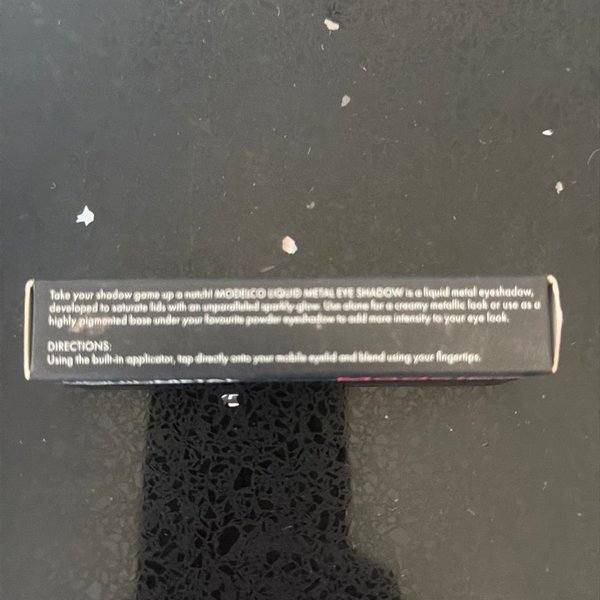 Take your shadow game up a notch! MODELCO LIQUID METAL EYE SHADOW is a liquid metal eyeshadow,
developed to saturate lids with an unparalleled sparkly glow. Use alone for a creamy metallic look or use as a
highly pigmented base under your favourite powder eyeshadow to add more intensity to your eye look.
DIRECTIONS:
Using the built-in applicator, tap directly onto your mobile eyelid and blend using your fingertips.